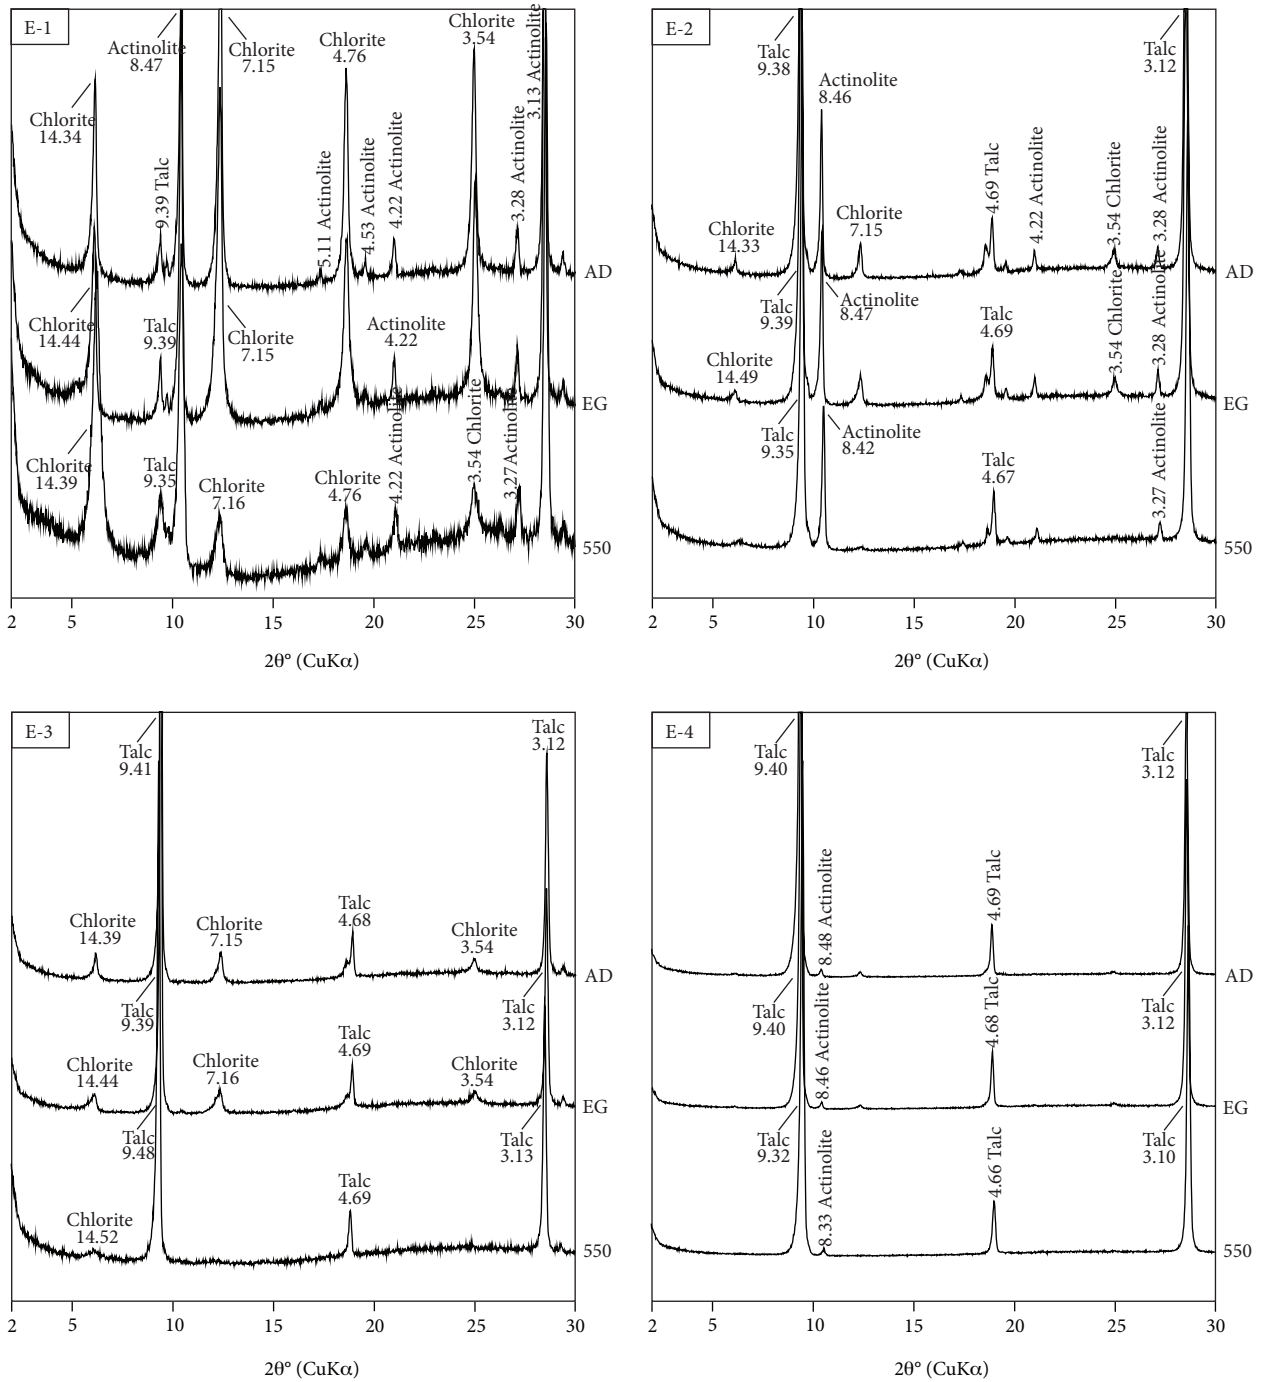 E-1
Actinolite
8.47
Chlorite
7.15
Chlorite
4.76
Chlorite
3.54
3.13 Actinolite
Chlorite
14.34
9.39 Talc
5.11 Actinolite
4.53 Actinolite
4.22 Actinolite
3.28 Actinolite
AD
Chlorite
14.44
Talc
9.39
Chlorite
7.15
Actinolite
4.22
EG
Chlorite
14.39
Talc
9.35
Chlorite
7.16
Chlorite
4.76
4.22 Actinolite
3.54 Chlorite
3.27 Actinolite
550
2 5 10 15 20 25 30
2θ° (CuKα)
E-2
Talc
9.38
Actinolite
8.46
Talc
3.12
Chlorite
14.33
Chlorite
7.15
4.69 Talc
4.22 Actinolite
3.54 Chlorite
3.28 Actinolite
AD
Talc
9.39
Actinolite
8.47
Chlorite
14.49
Talc
4.69
3.54 Chlorite
3.28 Actinolite
EG
Talc
9.35
Actinolite
8.42
Talc
4.67
3.27 Actinolite
550
2 5 10 15 20 25 30
2θ° (CuKα)
E-3
Talc
9.41
Talc
3.12
Chlorite
14.39
Chlorite
7.15
Talc
4.68
Chlorite
3.54
AD
Talc
9.39
Talc
3.12
Chlorite
14.44
Chlorite
7.16
Talc
4.69
Chlorite
3.54
EG
Talc
9.48
Talc
3.13
Chlorite
14.52
Talc
4.69
550
2 5 10 15 20 25 30
2θ° (CuKα)
E-4
Talc
9.40
Talc
3.12
8.48 Actinolite
4.69 Talc
AD
Talc
9.40
Talc
3.12
8.46 Actinolite
4.68 Talc
EG
Talc
9.32
Talc
3.10
8.33 Actinolite
4.66 Talc
550
2 5 10 15 20 25 30
2θ° (CuKα)